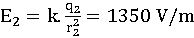 E₂ = k q₂/r₂² = 1350 V/m